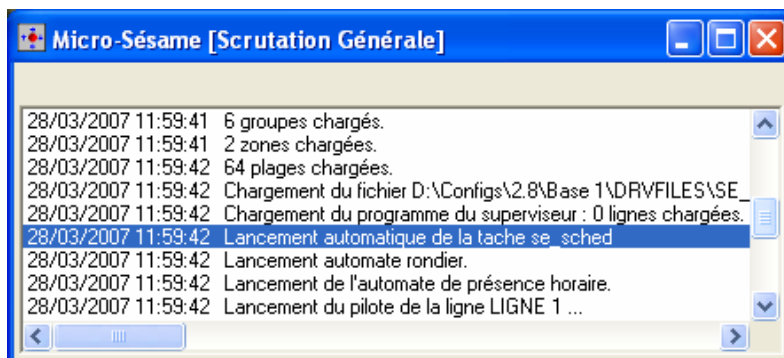 Micro-Sésame [Scrutation Générale]
28/03/2007 11:59:41 6 groupes chargés.
28/03/2007 11:59:41 2 zones chargées.
28/03/2007 11:59:42 64 plages chargées.
28/03/2007 11:59:42 Chargement du fichier D:\Configs\2.8\Base 1\DRVFILES\SE_
28/03/2007 11:59:42 Chargement du programme du superviseur : 0 lignes chargées.
28/03/2007 11:59:42 Lancement automatique de la tache se_sched
28/03/2007 11:59:42 Lancement automate rondier.
28/03/2007 11:59:42 Lancement de l'automate de présence horaire.
28/03/2007 11:59:42 Lancement du pilote de la ligne LIGNE 1 ...